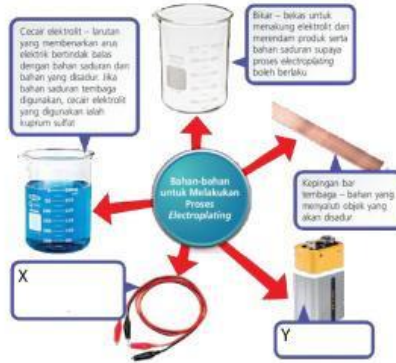 Cecair elektrolit – larutan
yang membenarkan arus
elektrik bertindak balas
dengan bahan saduran dan
bahan yang disadur. Jika
bahan saduran tembaga
digunakan, cecair elektrolit
yang digunakan ialah
kuprum sulfat
Bikar – bekas untuk
menakung elektrolit dan
merendam produk serta
bahan saduran supaya
proses electroplating
boleh berlaku
Bahan-bahan
untuk Melakukan
Proses
Electroplating
Kepingan bar
tembaga – bahan yang
menyaluti objek yang
akan disadur
X
Y